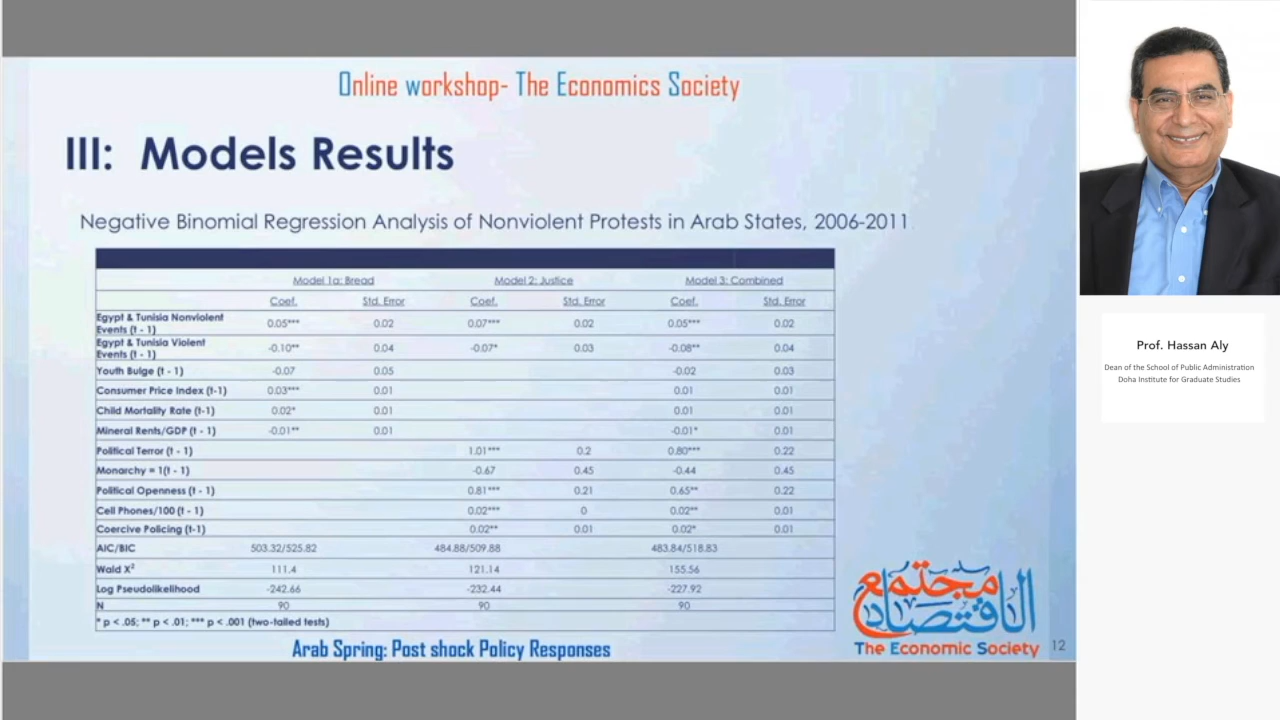 Online workshop- The Economics Society
III: Models Results
Negative Binomial Regression Analysis of Nonviolent Protests in Arab States, 2006-2011
Model 1a: Bread Model 2: Justice Model 3: Combined
Coef. Std. Error Coef. Std. Error Coef. Std. Error
Egypt & Tunisia Nonviolent
Events (t - 1) 0.05*** 0.02 0.07*** 0.02 0.05*** 0.02
Egypt & Tunisia Violent
Events (t - 1) -0.10** 0.04 -0.07* 0.03 -0.08** 0.04
Youth Bulge (t - 1) -0.07 0.05 -0.02 0.03
Consumer Price Index (t-1) 0.03*** 0.01 0.01 0.01
Child Mortality Rate (t-1) 0.02* 0.01 0.01 0.01
Mineral Rents/GDP (t - 1) -0.01** 0.01 -0.01* 0.01
Political Terror (t - 1) 1.01*** 0.2 0.80*** 0.22
Monarchy = 1(t - 1) -0.67 0.45 -0.44 0.45
Political Openness (t - 1) 0.81*** 0.21 0.65** 0.22
Cell Phones/100 (t - 1) 0.02*** 0 0.02** 0.01
Coercive Policing (t-1) 0.02** 0.01 0.02* 0.01
AIC/BIC 503.32/525.82 484.88/509.88 483.84/518.83
Wald X² 111.4 121.14 155.56
Log Pseudolikelihood -242.66 -232.44 -227.92
N 90 90 90
* p < .05; ** p < .01; *** p < .001 (two-tailed tests)
Arab Spring: Post shock Policy Responses
مجتمع
الاقتصاد
The Economic Society
12
Prof. Hassan Aly
Dean of the School of Public Administration
Doha Institute for Graduate Studies